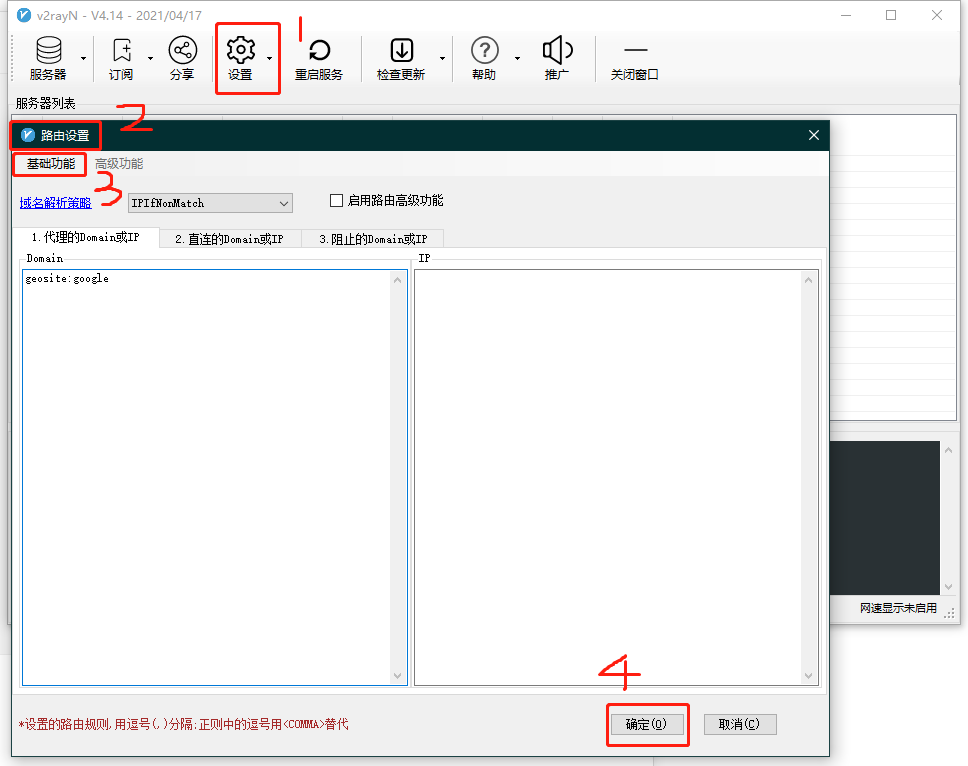 v2rayN - V4.14 - 2021/04/17
1
服务器 订阅 分享 设置 重启服务 检查更新 帮助 推广 关闭窗口
服务器列表
2
路由设置
基础功能 高级功能
3
域名解析策略 IPIfNonMatch 启用路由高级功能
1.代理的Domain或IP 2.直连的Domain或IP 3.阻止的Domain或IP
Domain IP
geosite:google
网速显示未启用
4
*设置的路由规则,用逗号(,)分隔;正则中的逗号用<COMMA>替代
确定(O) 取消(C)